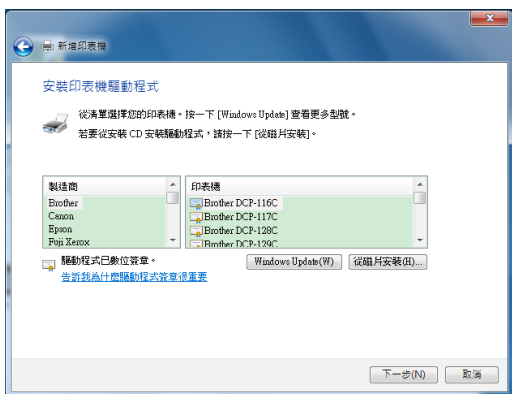 新增印表機
安裝印表機驅動程式
從清單選擇您的印表機。按一下 [Windows Update] 查看更多型號。
若要從安裝 CD 安裝驅動程式，請按一下 [從磁片安裝]。
製造商
Brother
Canon
Epson
Fuji Xerox
印表機
Brother DCP-116C
Brother DCP-117C
Brother DCP-128C
Brother DCP-129C
驅動程式已數位簽章。
告訴我為什麼驅動程式簽章很重要
Windows Update(W)
從磁片安裝(H)...
下一步(N)
取消